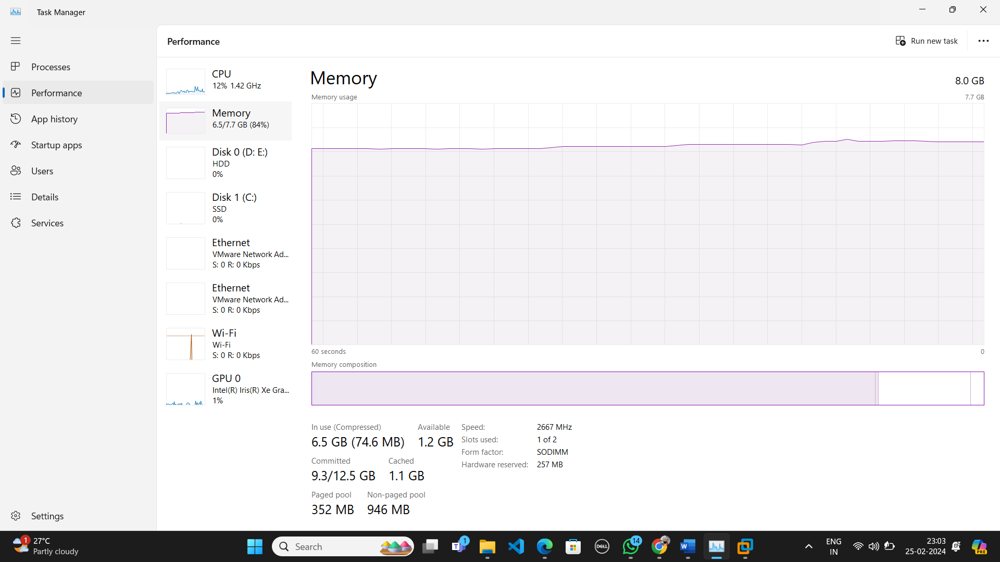 Task Manager
Processes
Performance
App history
Startup apps
Users
Details
Services
Settings
Performance
Run new task
CPU
12% 1.42 GHz
Memory
6.5/7.7 GB (84%)
Disk 0 (D: E:)
HDD
0%
Disk 1 (C:)
SSD
0%
Ethernet
VMware Network Ad...
S: 0 R: 0 Kbps
Ethernet
VMware Network Ad...
S: 0 R: 0 Kbps
Wi-Fi
Wi-Fi
S: 0 R: 0 Kbps
GPU 0
Intel(R) Iris(R) Xe Gra...
1%
Memory
8.0 GB
Memory usage
7.7 GB
60 seconds
0
Memory composition
In use (Compressed)
6.5 GB (74.6 MB)
Available
1.2 GB
Committed
9.3/12.5 GB
Cached
1.1 GB
Paged pool
352 MB
Non-paged pool
946 MB
Speed: 2667 MHz
Slots used: 1 of 2
Form factor: SODIMM
Hardware reserved: 257 MB
1
27°C
Partly cloudy
Search
1
DELL
14
W
ENG
IN
23:03
25-02-2024
PRE